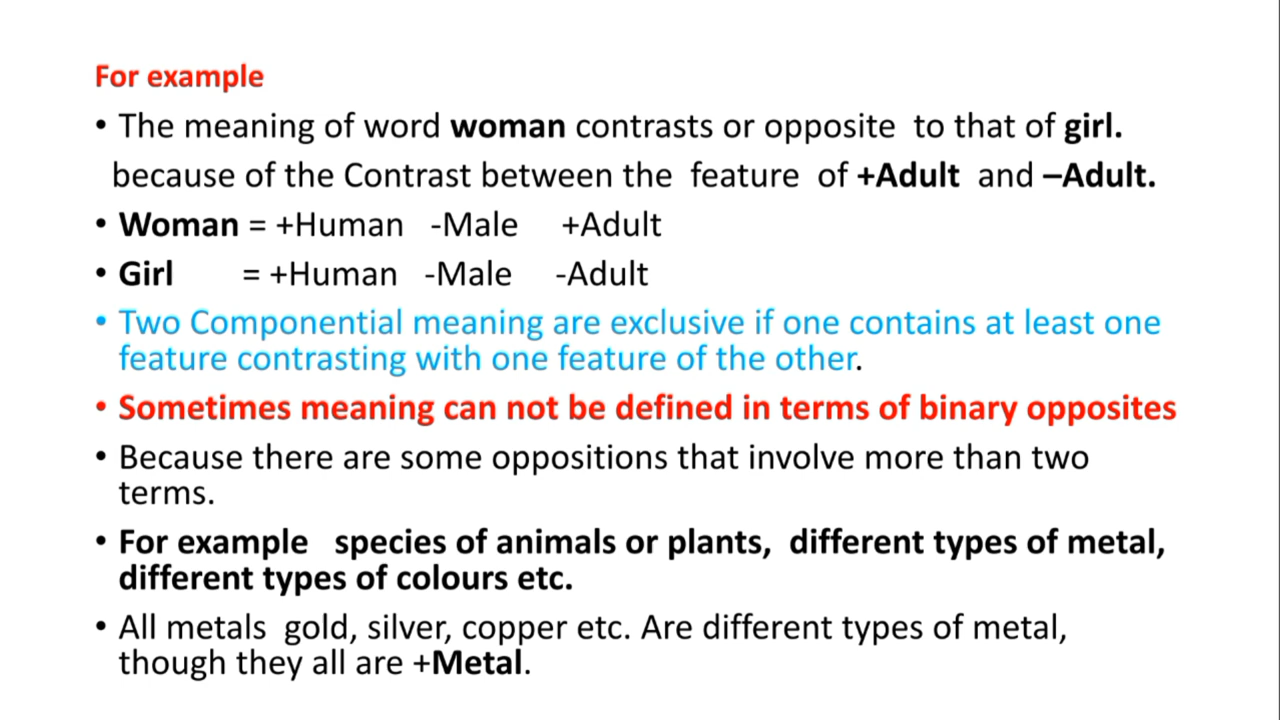 For example
• The meaning of word woman contrasts or opposite to that of girl.
because of the Contrast between the feature of +Adult and –Adult.
• Woman = +Human -Male +Adult
• Girl = +Human -Male -Adult
• Two Componential meaning are exclusive if one contains at least one
feature contrasting with one feature of the other.
• Sometimes meaning can not be defined in terms of binary opposites
• Because there are some oppositions that involve more than two
terms.
• For example species of animals or plants, different types of metal,
different types of colours etc.
• All metals gold, silver, copper etc. Are different types of metal,
though they all are +Metal.